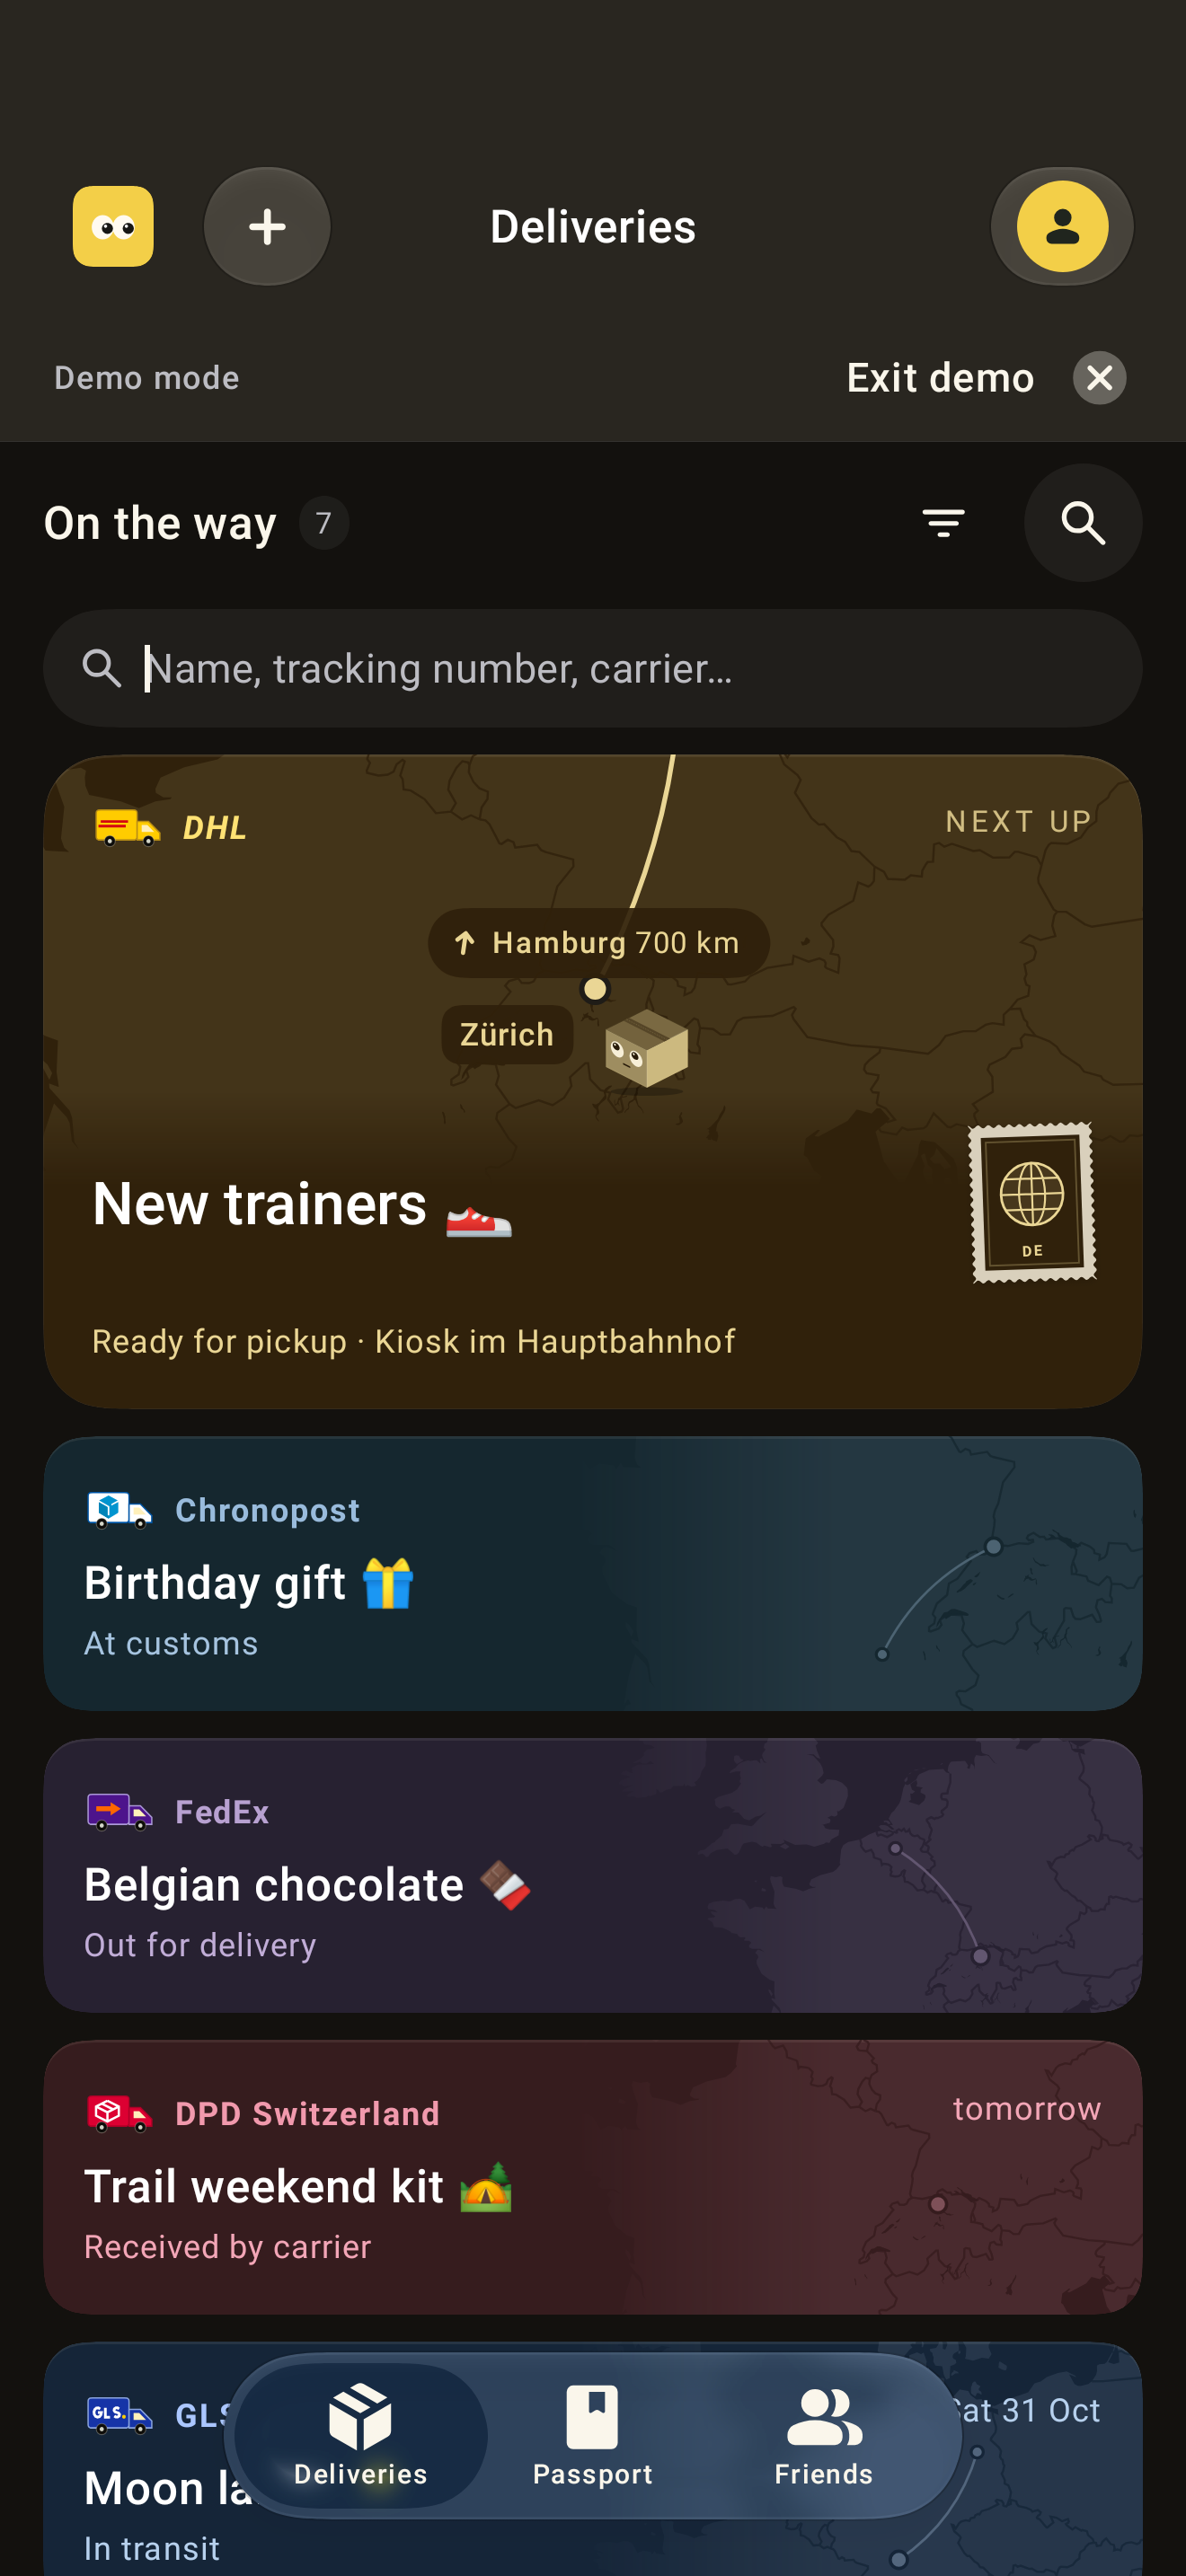 Deliveries
Demo mode
Exit demo
On the way 7
Name, tracking number, carrier...
DHL
NEXT UP
Hamburg 700 km
Zürich
New trainers
DE
Ready for pickup · Kiosk im Hauptbahnhof
Chronopost
Birthday gift
At customs
FedEx
Belgian chocolate
Out for delivery
DPD Switzerland
tomorrow
Trail weekend kit
Received by carrier
GLS.
GLS
Sat 31 Oct
Moon
In transit
Deliveries
Passport
Friends